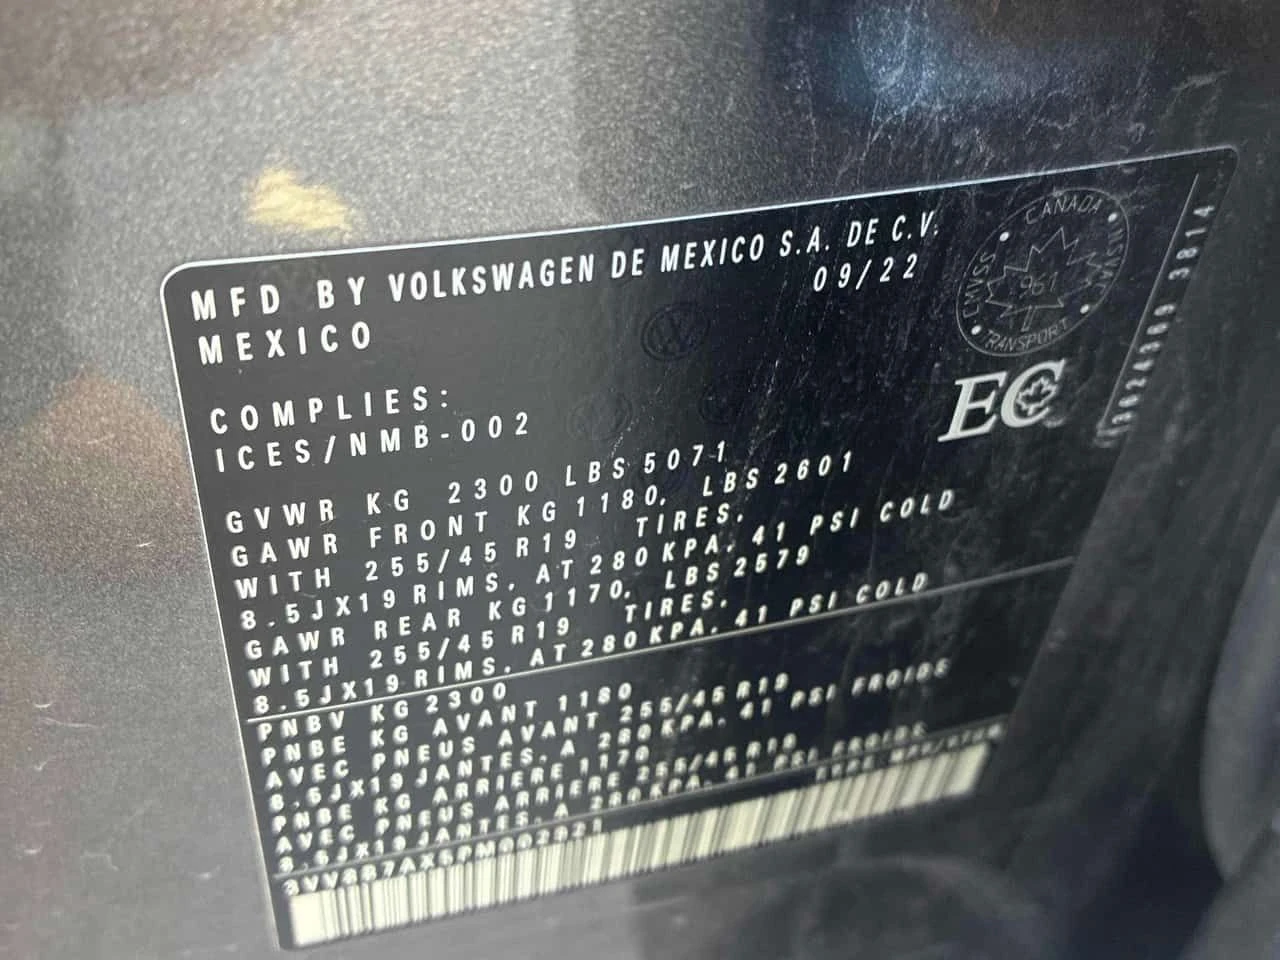 MFD BY VOLKSWAGEN DE MEXICO S.A. DE C.V.
09/22
MEXICO
CANADA
CMVSS
NSVAC
961
TRANSPORT
EC
COMPLIES:
ICES/NMB-002
GVWR KG 2300 LBS 5071
GAWR FRONT KG 1180, LBS 2601
WITH 255/45 R19 TIRES,
8.5JX19 RIMS, AT 280 KPA, 41 PSI COLD
GAWR REAR KG 1170, LBS 2579
WITH 255/45 R19 TIRES,
8.5JX19 RIMS, AT 280 KPA, 41 PSI COLD
PNBV KG 2300
PNBE KG AVANT 1180
AVEC PNEUS AVANT 255/45 R19
8.5JX19 JANTES, A 280 KPA, 41 PSI FROIDE
PNBE KG ARRIERE 1170
AVEC PNEUS ARRIERE 255/45 R19
8.5JX19 JANTES, A 280 KPA, 41 PSI FROIDE
3814